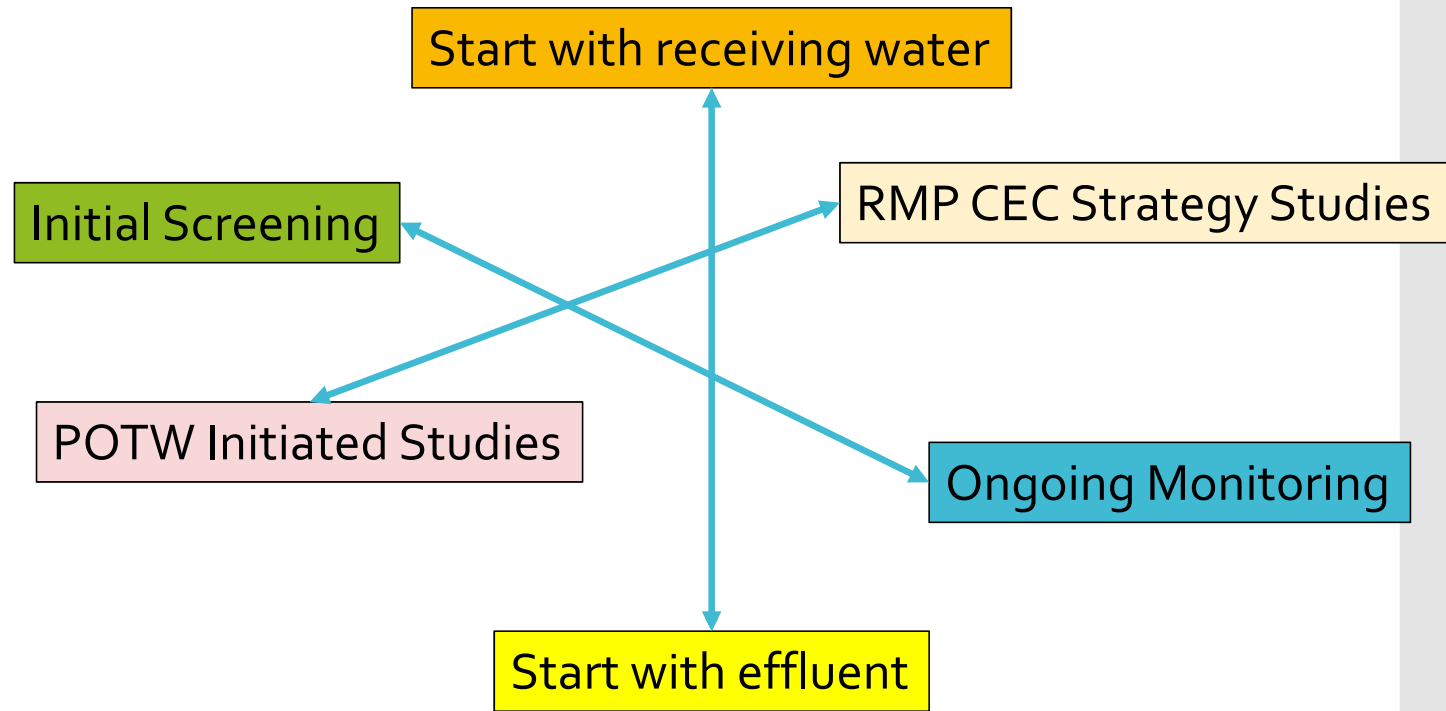 Start with receiving water
RMP CEC Strategy Studies
Initial Screening
POTW Initiated Studies
Ongoing Monitoring
Start with effluent